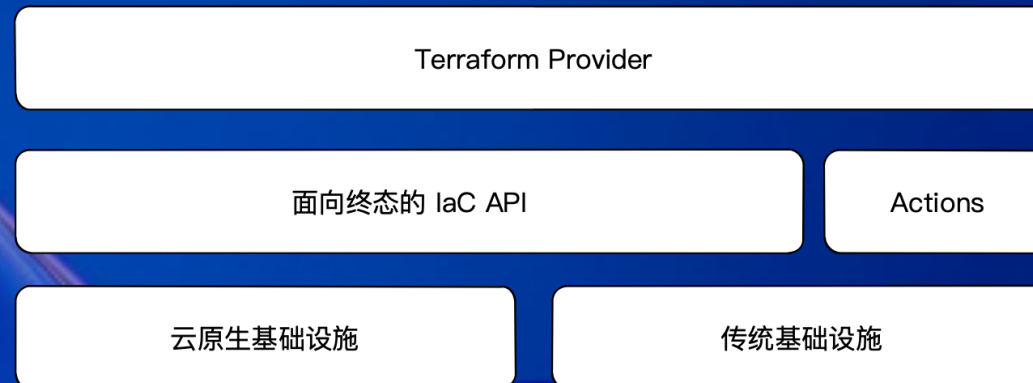 Terraform Provider
面向终态的 IaC API
Actions
云原生基础设施
传统基础设施